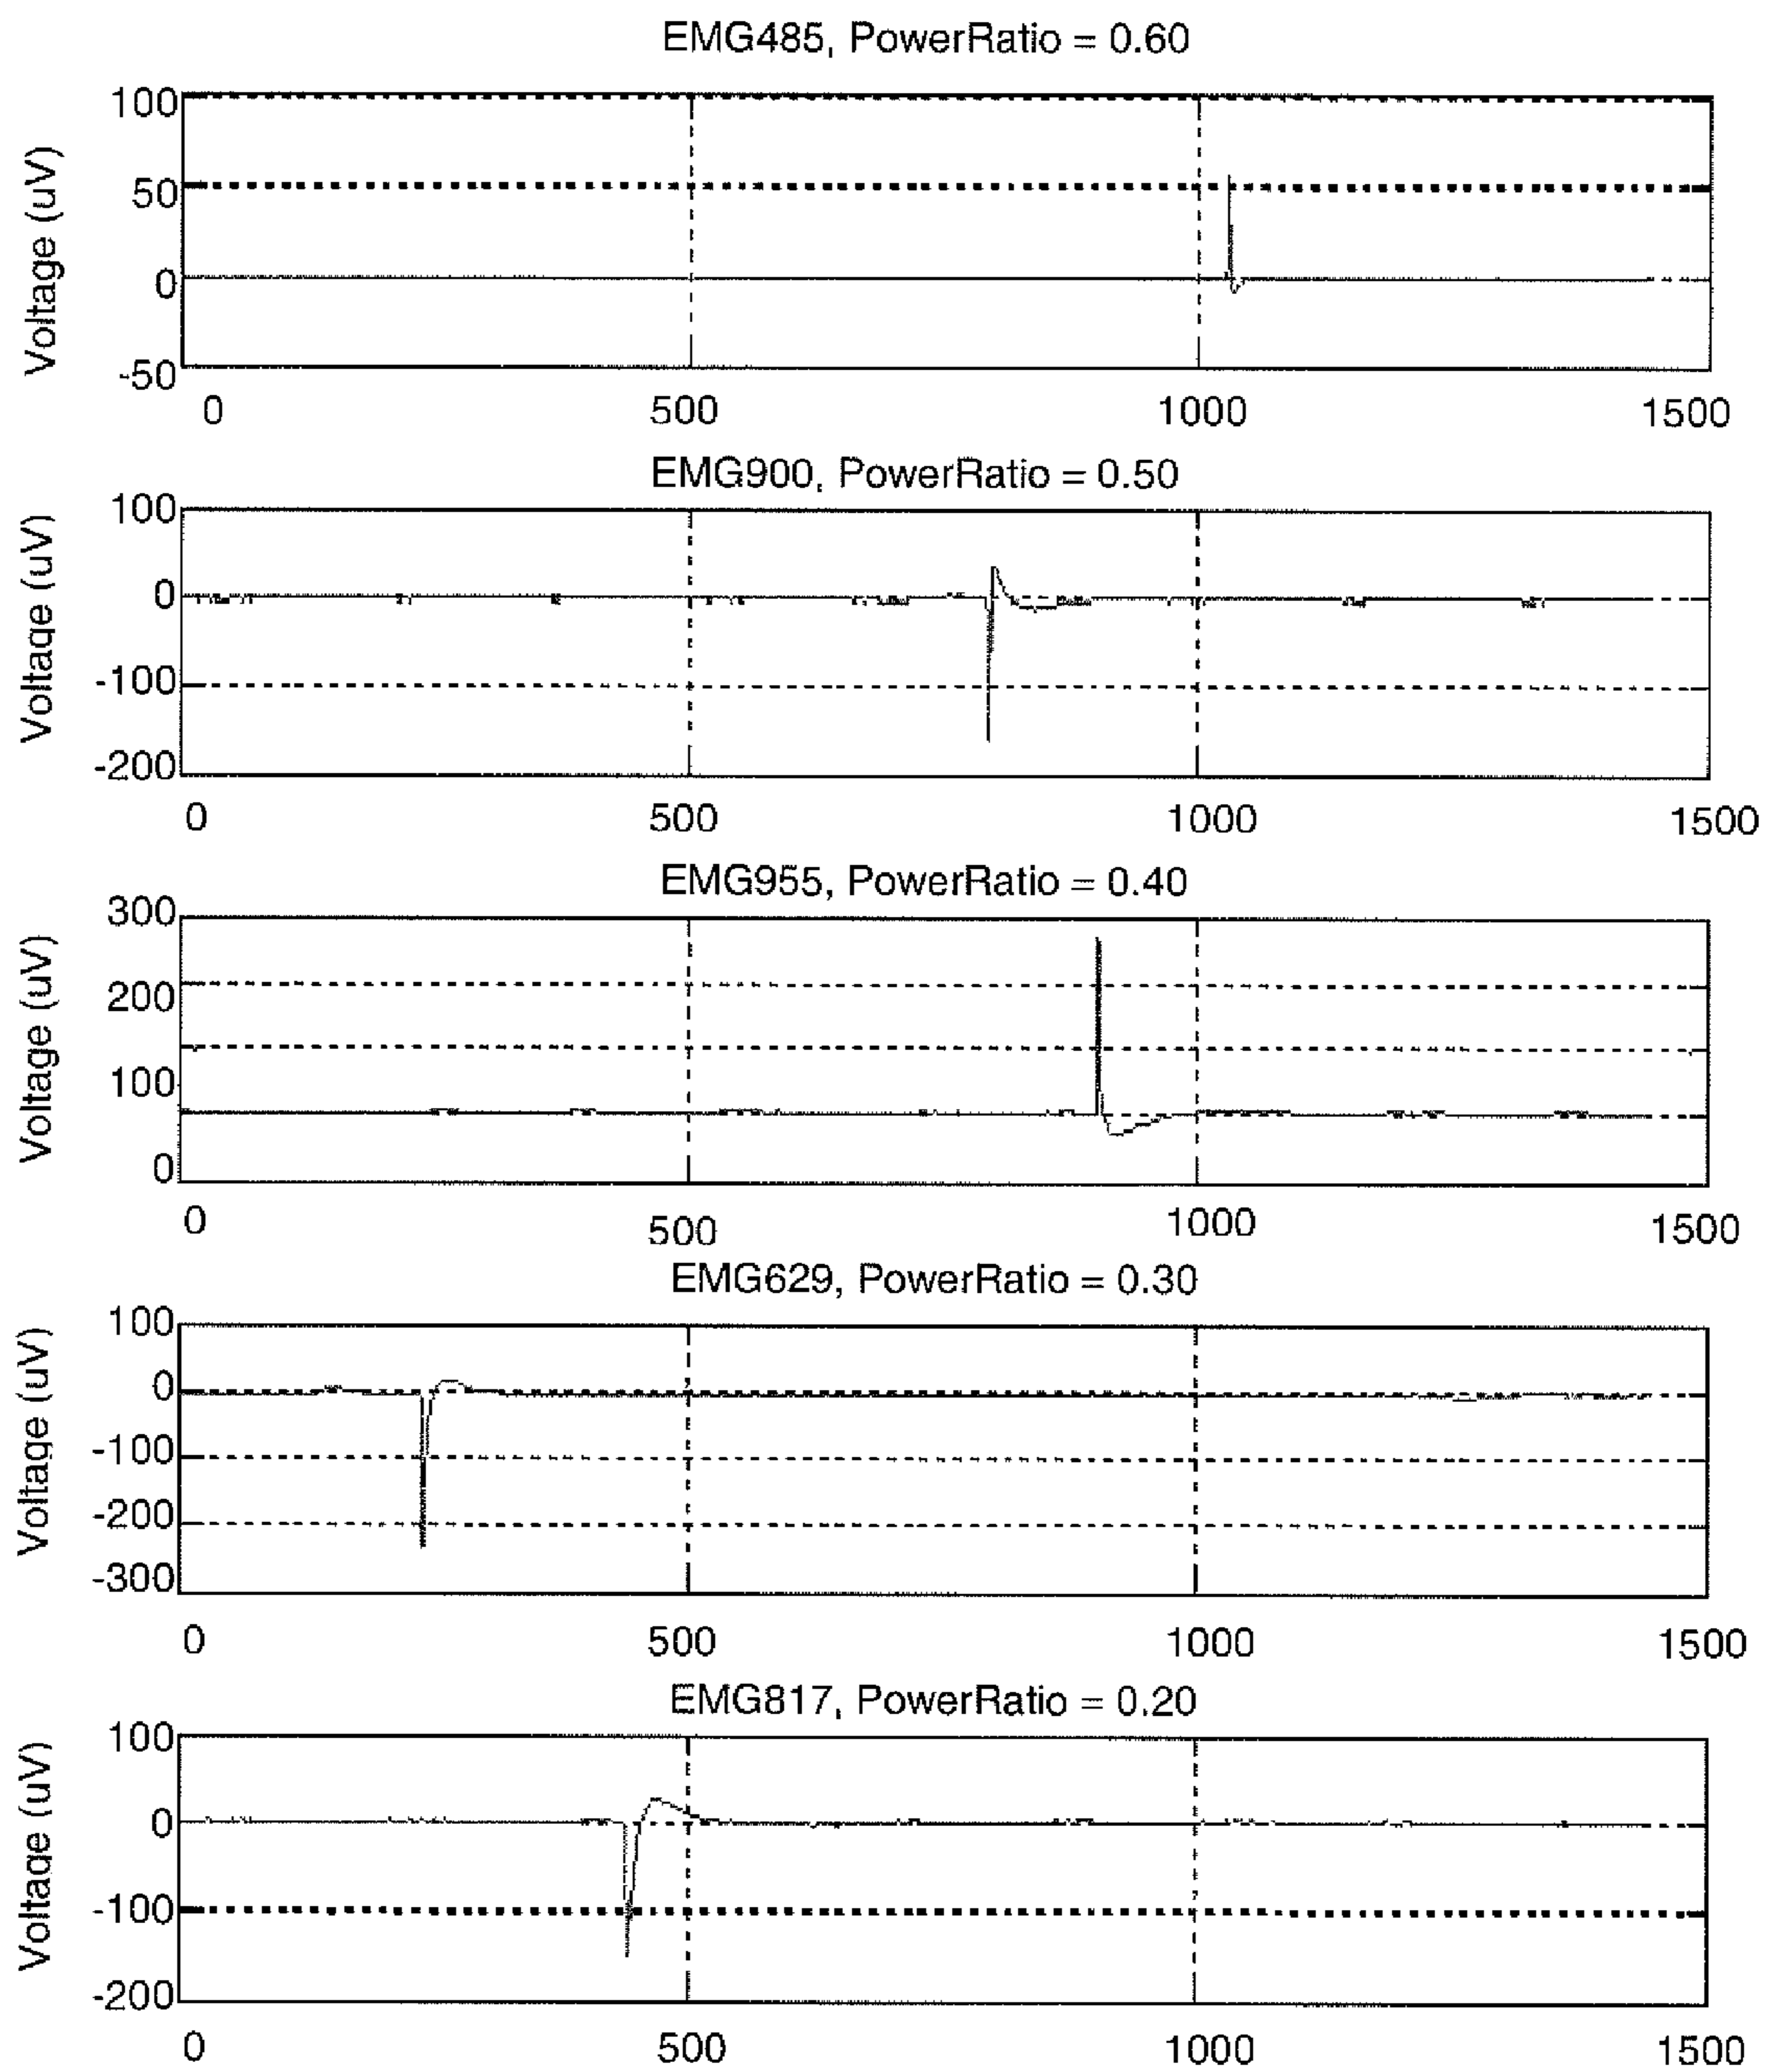 EMG485, PowerRatio = 0.60
Voltage (uV)
100
50
0
-50
0 500 1000 1500
EMG900, PowerRatio = 0.50
Voltage (uV)
100
0
-100
-200
0 500 1000 1500
EMG955, PowerRatio = 0.40
Voltage (uV)
300
200
100
0
0 500 1000 1500
EMG629, PowerRatio = 0.30
Voltage (uV)
100
0
-100
-200
-300
0 500 1000 1500
EMG817, PowerRatio = 0.20
Voltage (uV)
100
0
-100
-200
0 500 1000 1500